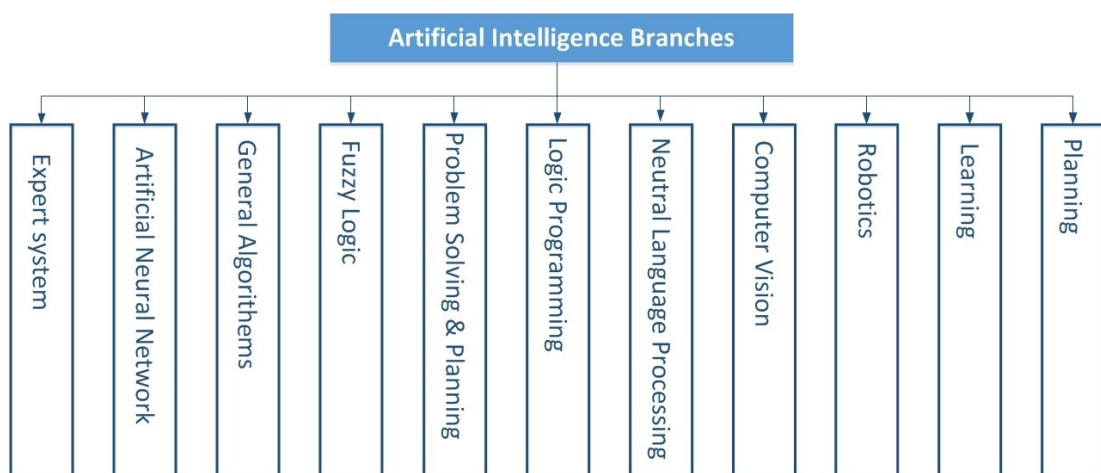 Artificial Intelligence Branches
Expert system
Artificial Neural Network
General Algorithems
Fuzzy Logic
Problem Solving & Planning
Logic Programming
Neutral Language Processing
Computer Vision
Robotics
Learning
Planning